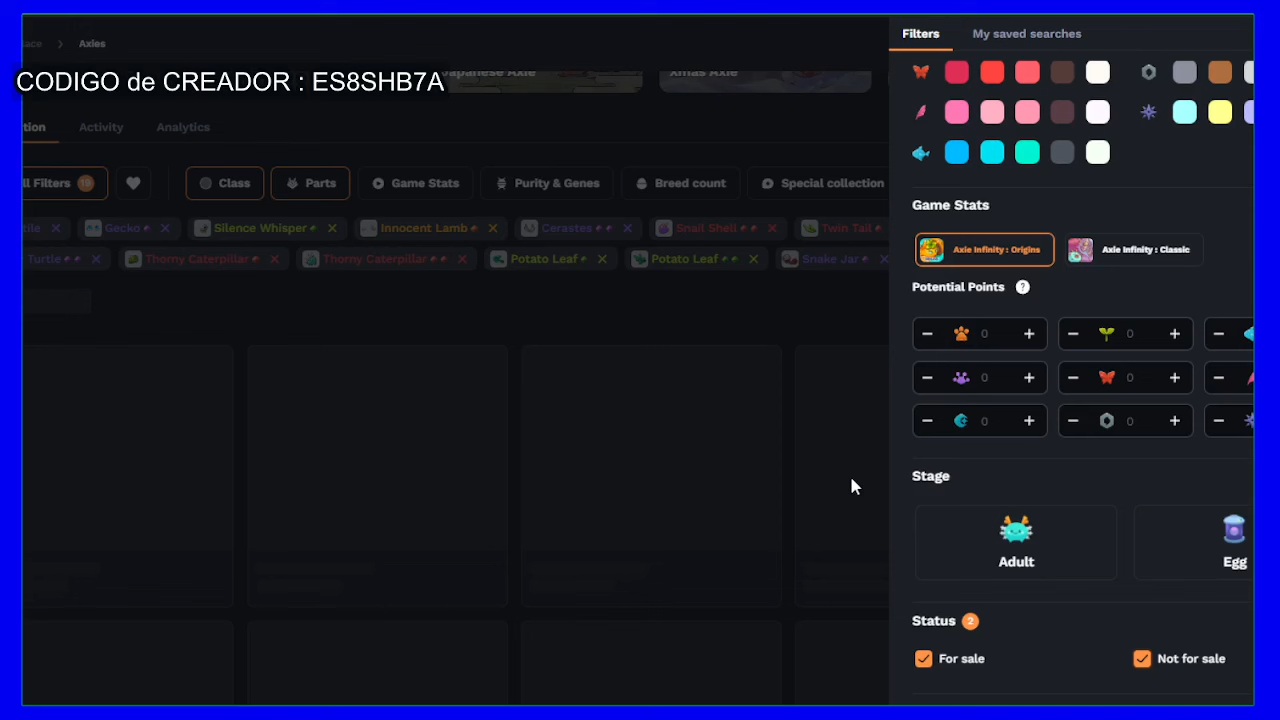 Filters My saved searches
Axies
Japanese Axie Xmas Axie
CODIGO de CREADOR : ES8SHB7A
Activity Analytics
Filters 19 Class Parts Game Stats Purity & Genes Breed count Special collection
Gecko Silence Whisper Innocent Lamb Cerastes Snail Shell Twin Tail
Turtle Thorny Caterpillar Thorny Caterpillar Potato Leaf Potato Leaf Snake Jar
Game Stats
Axie Infinity : Origins Axie Infinity : Classic
Potential Points ?
0 0
0 0
0 0
Stage
Adult Egg
Status 2
For sale Not for sale